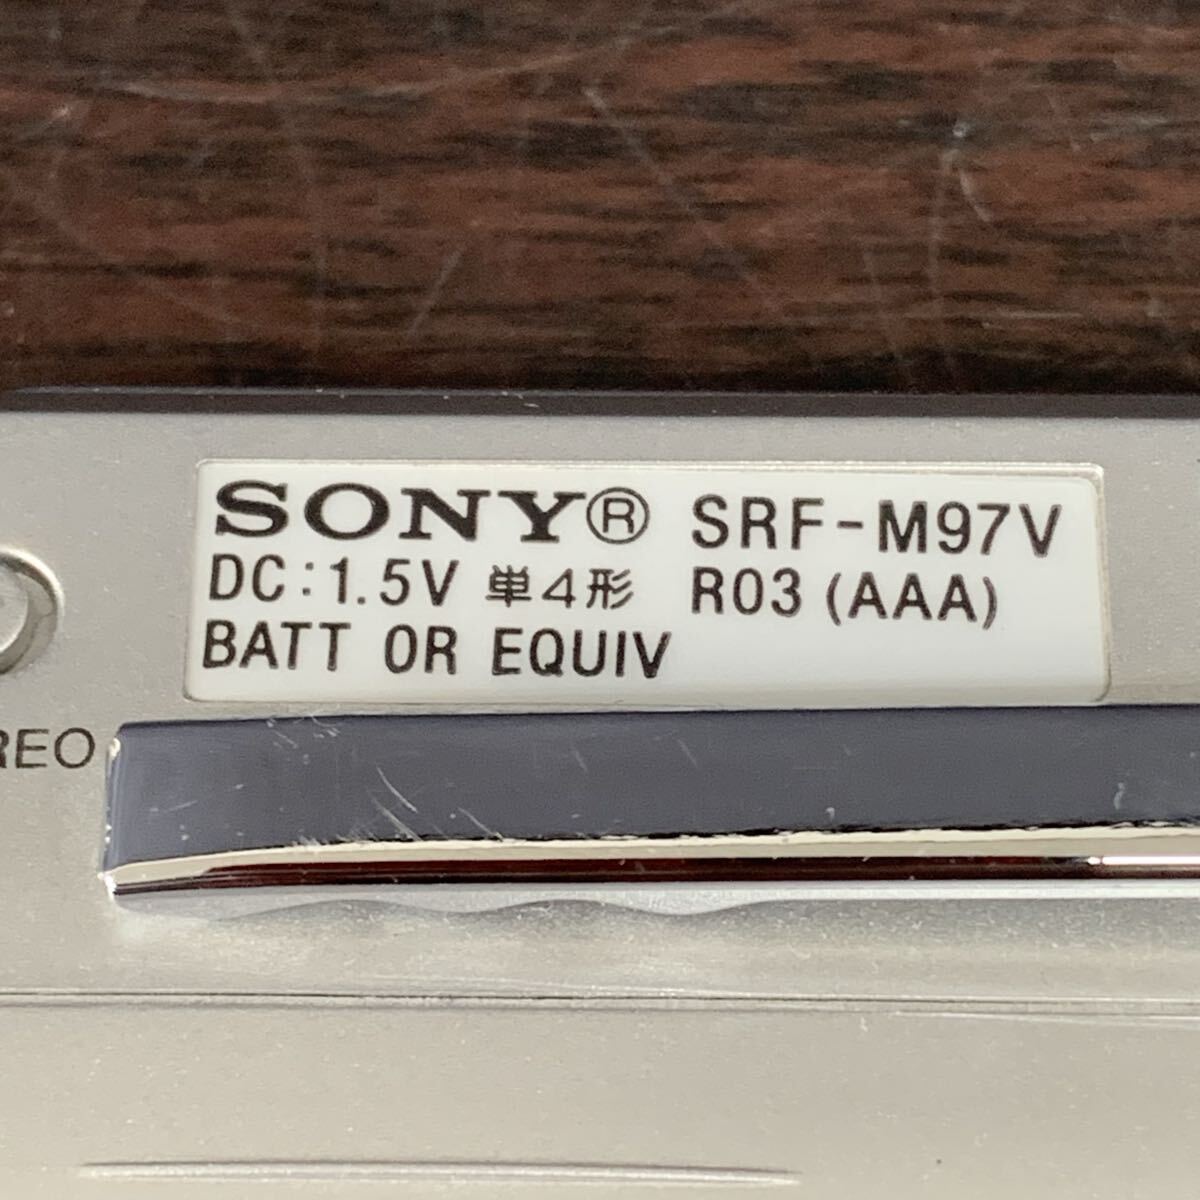 SONY® SRF-M97V
DC:1.5V 単4形 R03 (AAA)
BATT OR EQUIV
REO